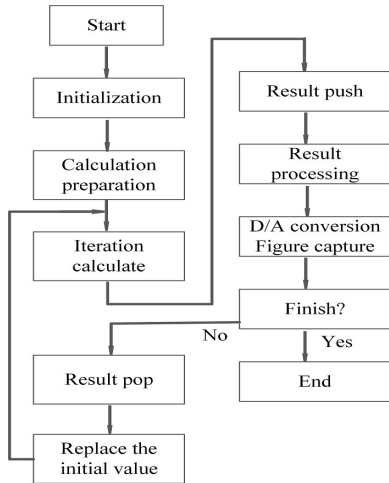 Start
Initialization
Calculation
preparation
Iteration
calculate
Result push
Result
processing
D/A conversion
Figure capture
Finish?
No
Yes
Result pop
End
Replace the
initial value